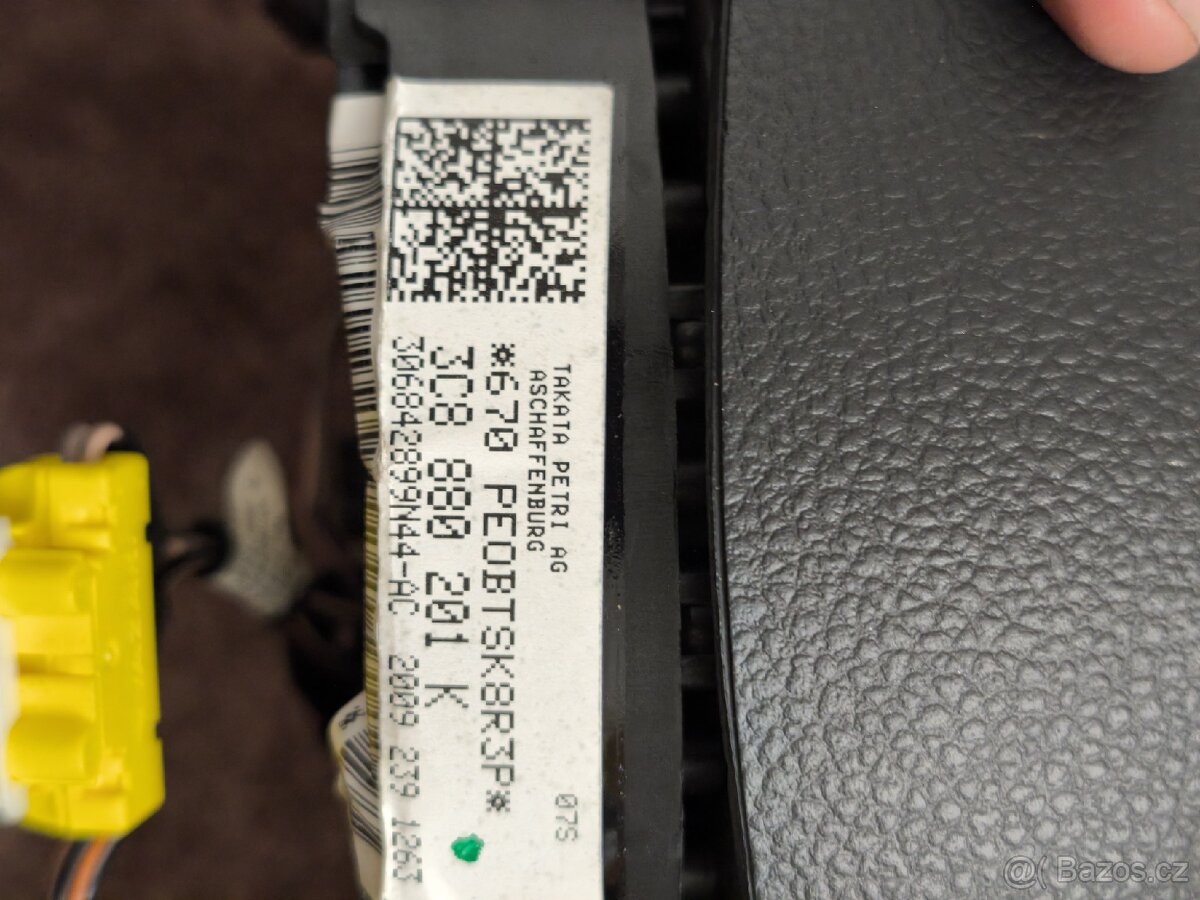 TAKATA PETRI AG
ASCHAFFENBURG
07S
*670 PEOBTSK8R3P*
3C8 880 201 K
306842899N44-AC 2009 239 1263
@( Bazos.cz